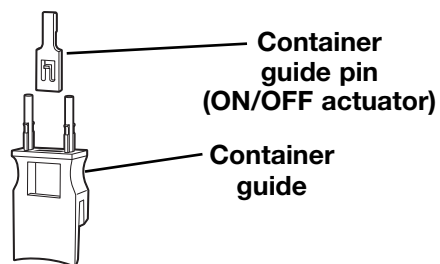 Container
guide pin
(ON/OFF actuator)
Container
guide